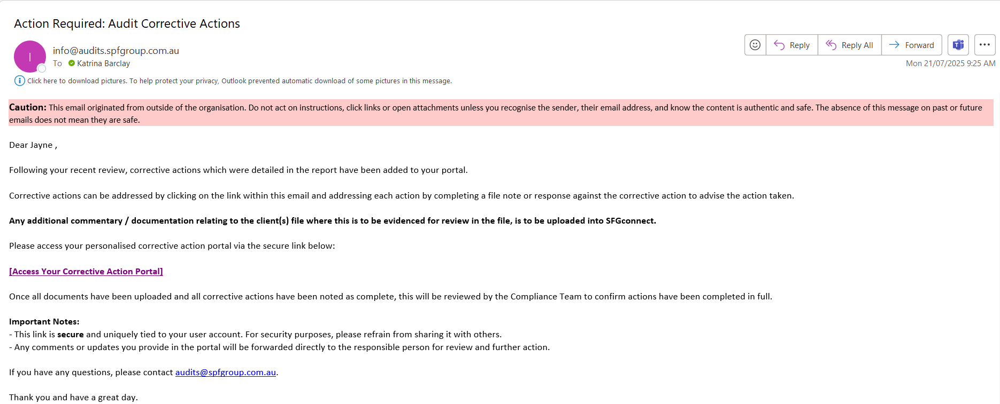 Action Required: Audit Corrective Actions
I
info@audits.spfgroup.com.au
To Katrina Barclay
Reply
Reply All
Forward
Mon 21/07/2025 9:25 AM
Click here to download pictures. To help protect your privacy, Outlook prevented automatic download of some pictures in this message.
Caution: This email originated from outside of the organisation. Do not act on instructions, click links or open attachments unless you recognise the sender, their email address, and know the content is authentic and safe. The absence of this message on past or future
emails does not mean they are safe.
Dear Jayne ,
Following your recent review, corrective actions which were detailed in the report have been added to your portal.
Corrective actions can be addressed by clicking on the link within this email and addressing each action by completing a file note or response against the corrective action to advise the action taken.
Any additional commentary / documentation relating to the client(s) file where this is to be evidenced for review in the file, is to be uploaded into SFGconnect.
Please access your personalised corrective action portal via the secure link below:
[Access Your Corrective Action Portal]
Once all documents have been uploaded and all corrective actions have been noted as complete, this will be reviewed by the Compliance Team to confirm actions have been completed in full.
Important Notes:
- This link is secure and uniquely tied to your user account. For security purposes, please refrain from sharing it with others.
- Any comments or updates you provide in the portal will be forwarded directly to the responsible person for review and further action.
If you have any questions, please contact audits@spfgroup.com.au.
Thank you and have a great day.